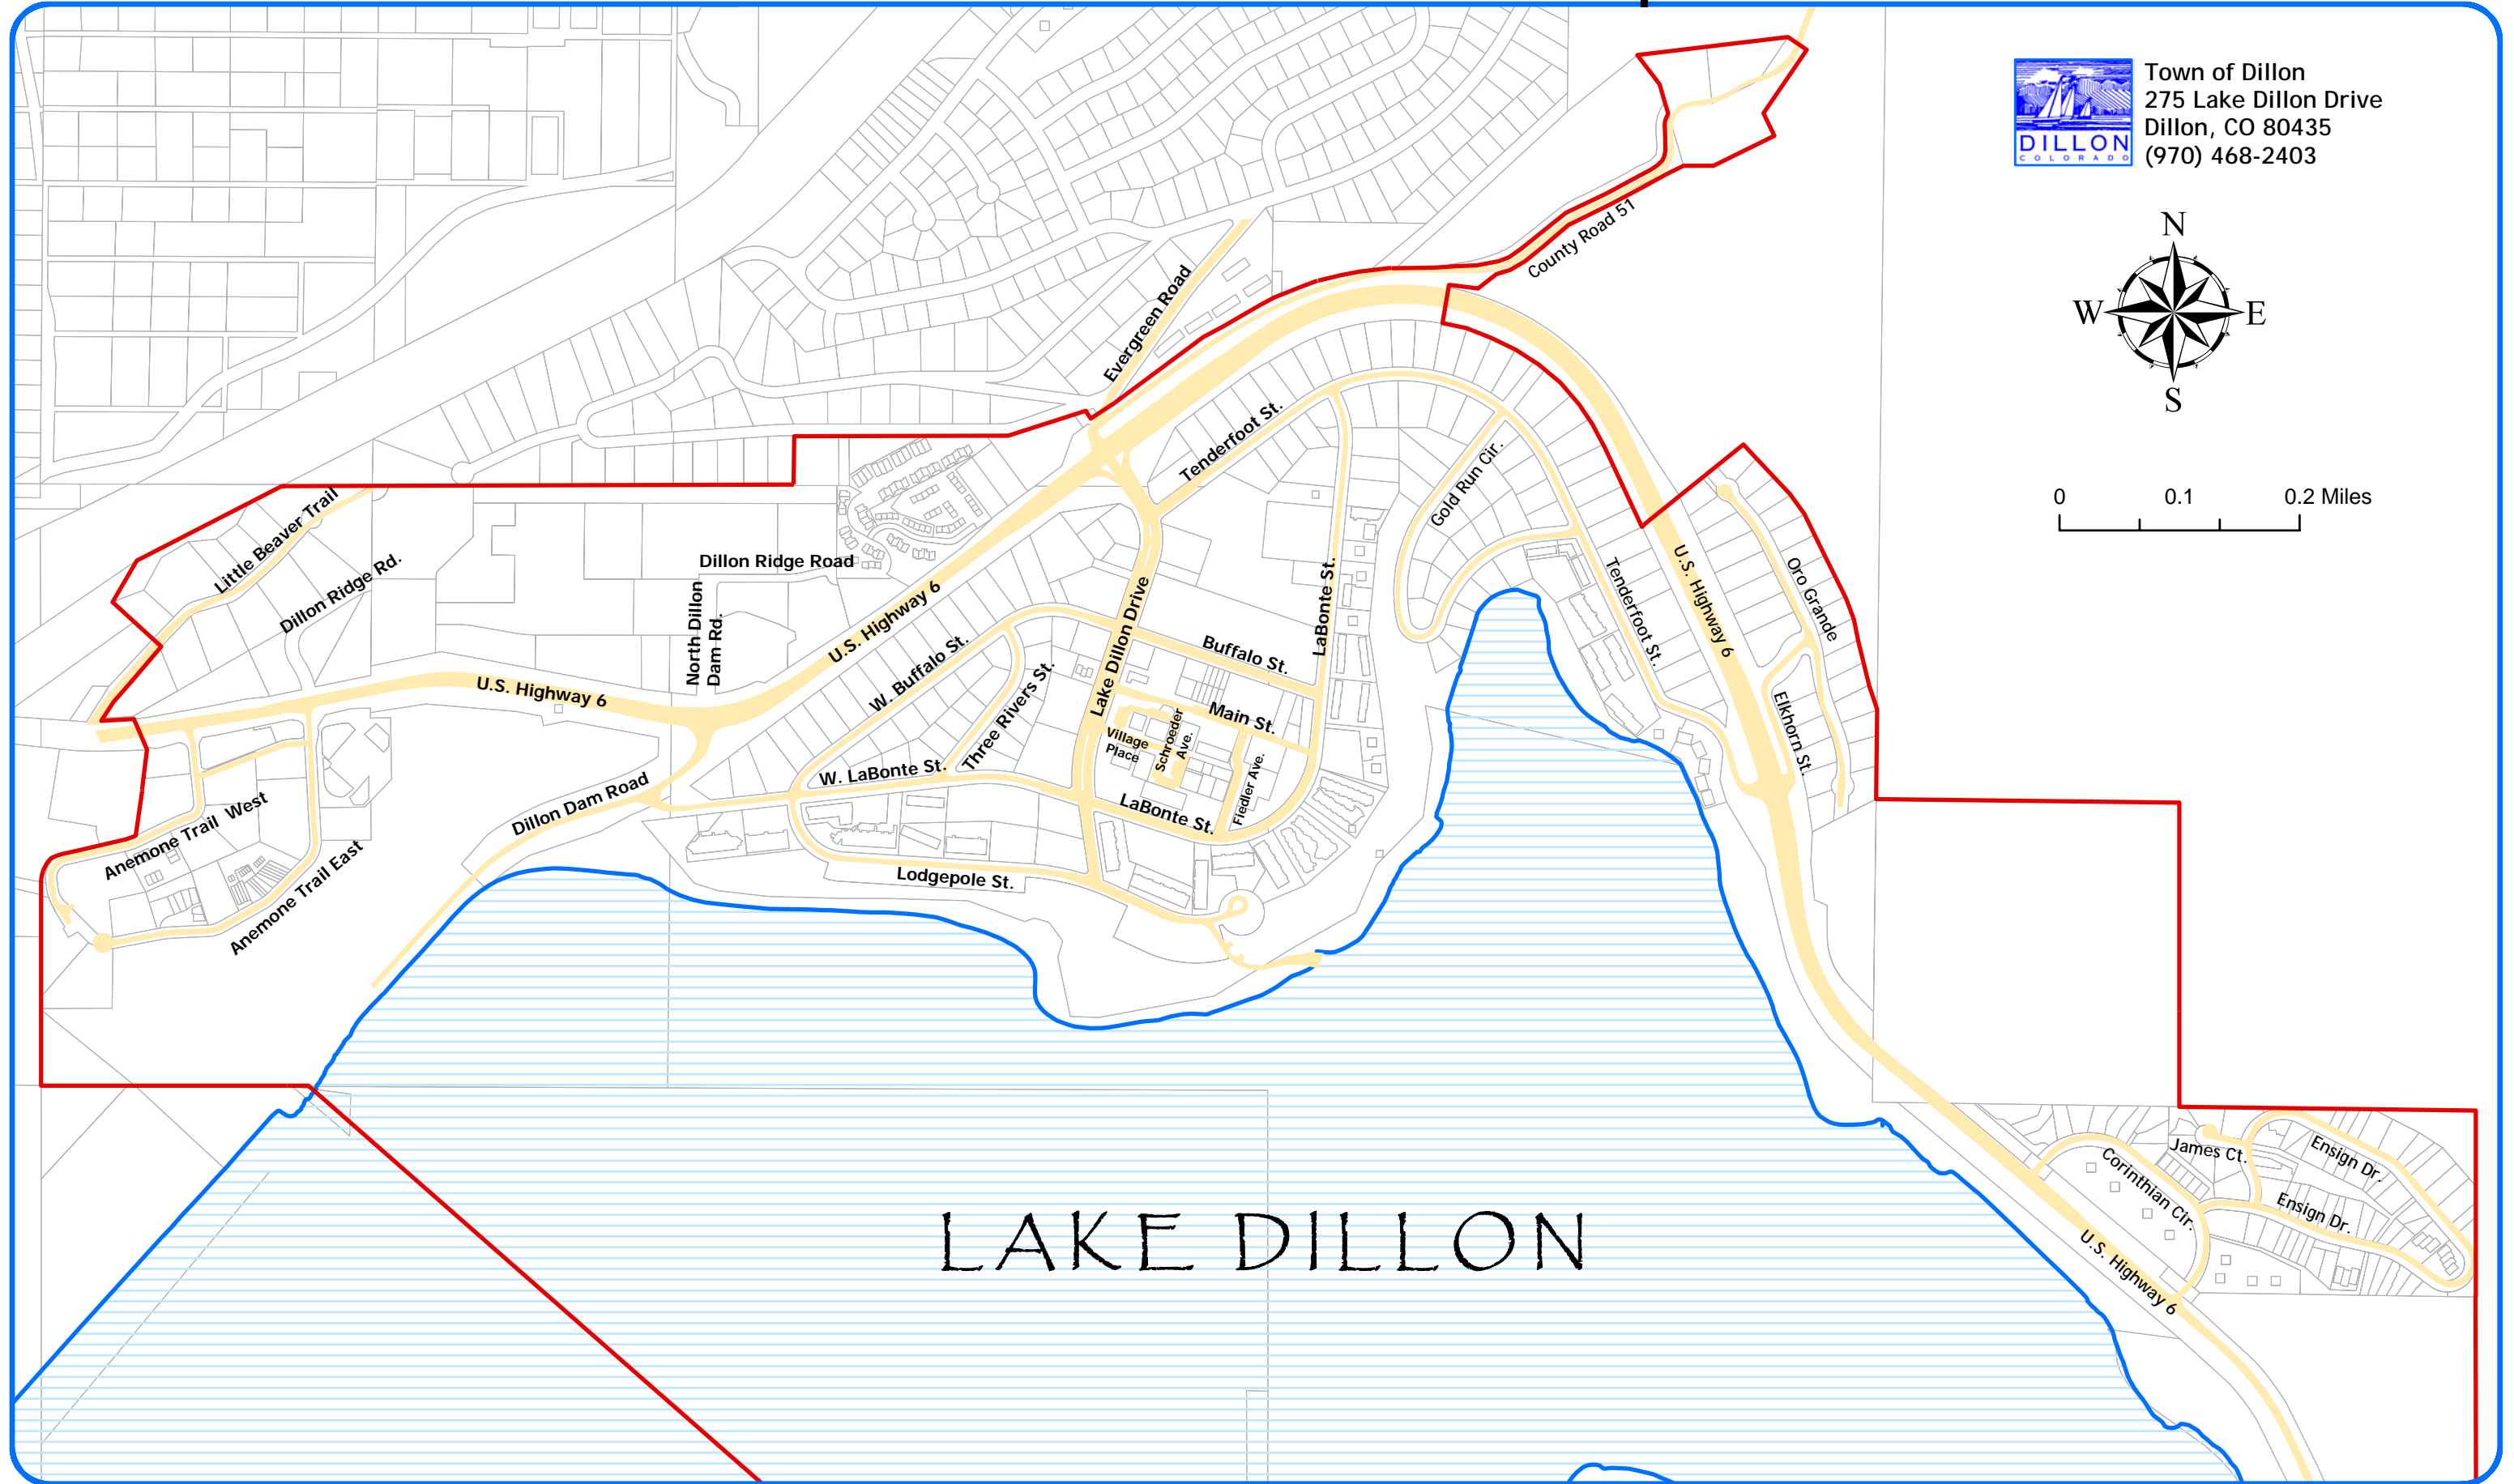 Town of Dillon
275 Lake Dillon Drive
Dillon, CO 80435
(970) 468-2403
DILLON
COLORADO
N
W
E
S
0 0.1 0.2 Miles
County Road 51
Evergreen Road
Tenderfoot St.
Gold Run Cir.
Little Beaver Trail
Dillon Ridge Rd.
Dillon Ridge Road
North Dillon
Dam Rd.
U.S. Highway 6
U.S. Highway 6
W. Buffalo St.
Three Rivers St.
Lake Dillon Drive
Buffalo St.
LaBonte St.
Main St.
Village
Place
Schroeder
Ave.
Fiedler Ave.
W. LaBonte St.
LaBonte St.
Lodgepole St.
Dillon Dam Road
Anemone Trail West
Anemone Trail East
Tenderfoot St.
U.S. Highway 6
Oro Grande
Elkhorn St.
James Ct.
Ensign Dr.
Corinthian Cir.
Ensign Dr.
U.S. Highway 6
LAKE DILLON